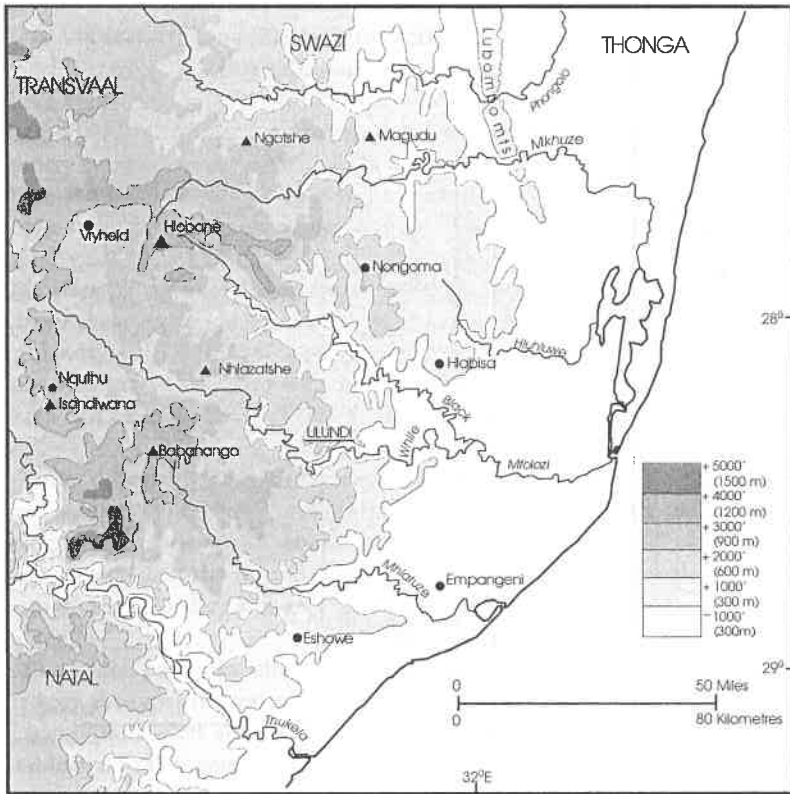 SWAZI
THONGA
TRANSVAAL
Lubombo mts
Phongolo
Ngotshe
Magudu
Mkhuze
Vryheid
Hlobane
Nongoma
28°
Hluhluwe
Nhlazatshe
Hlabisa
Nquthu
Isandlwana
Black
ULUNDI
White
Babanango
Mfolozi
+ 5000'
(1500 m)
+ 4000'
(1200 m)
+ 3000'
(900 m)
+ 2000'
(600 m)
+ 1000'
(300 m)
- 1000'
(300m)
Mhlatuze
Empangeni
Eshowe
29°
NATAL
0
50 Miles
0
80 Kilometres
Thukela
32°E